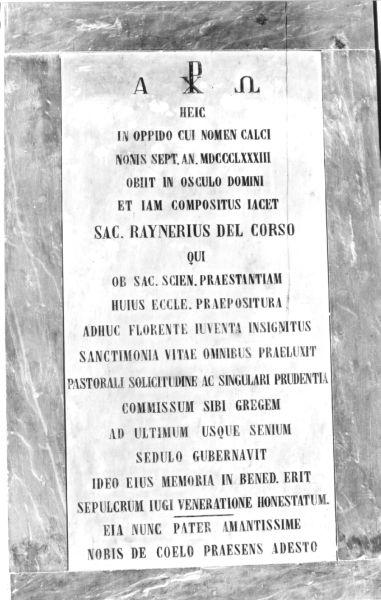 Α ☧ Ω
HEIC
IN OPPIDO CUI NOMEN CALCI
NONIS SEPT. AN. MDCCCLXXXIII
OBIIT IN OSCULO DOMINI
ET IAM COMPOSITUS IACET
SAC. RAYNERIUS DEL CORSO
QUI
OB SAC. SCIEN. PRAESTANTIAM
HUIUS ECCLE. PRAEPOSITURA
ADHUC FLORENTE IUVENTA INSIGNITUS
SANCTIMONIA VITAE OMNIBUS PRAELUXIT
PASTORALI SOLICITUDINE AC SINGULARI PRUDENTIA
COMMISSUM SIBI GREGEM
AD ULTIMUM USQUE SENIUM
SEDULO GUBERNAVIT
IDEO EIUS MEMORIA IN BENED. ERIT
SEPULCRUM IUGI VENERATIONE HONESTATUM.
EIA NUNC PATER AMANTISSIME
NOBIS DE COELO PRAESENS ADESTO